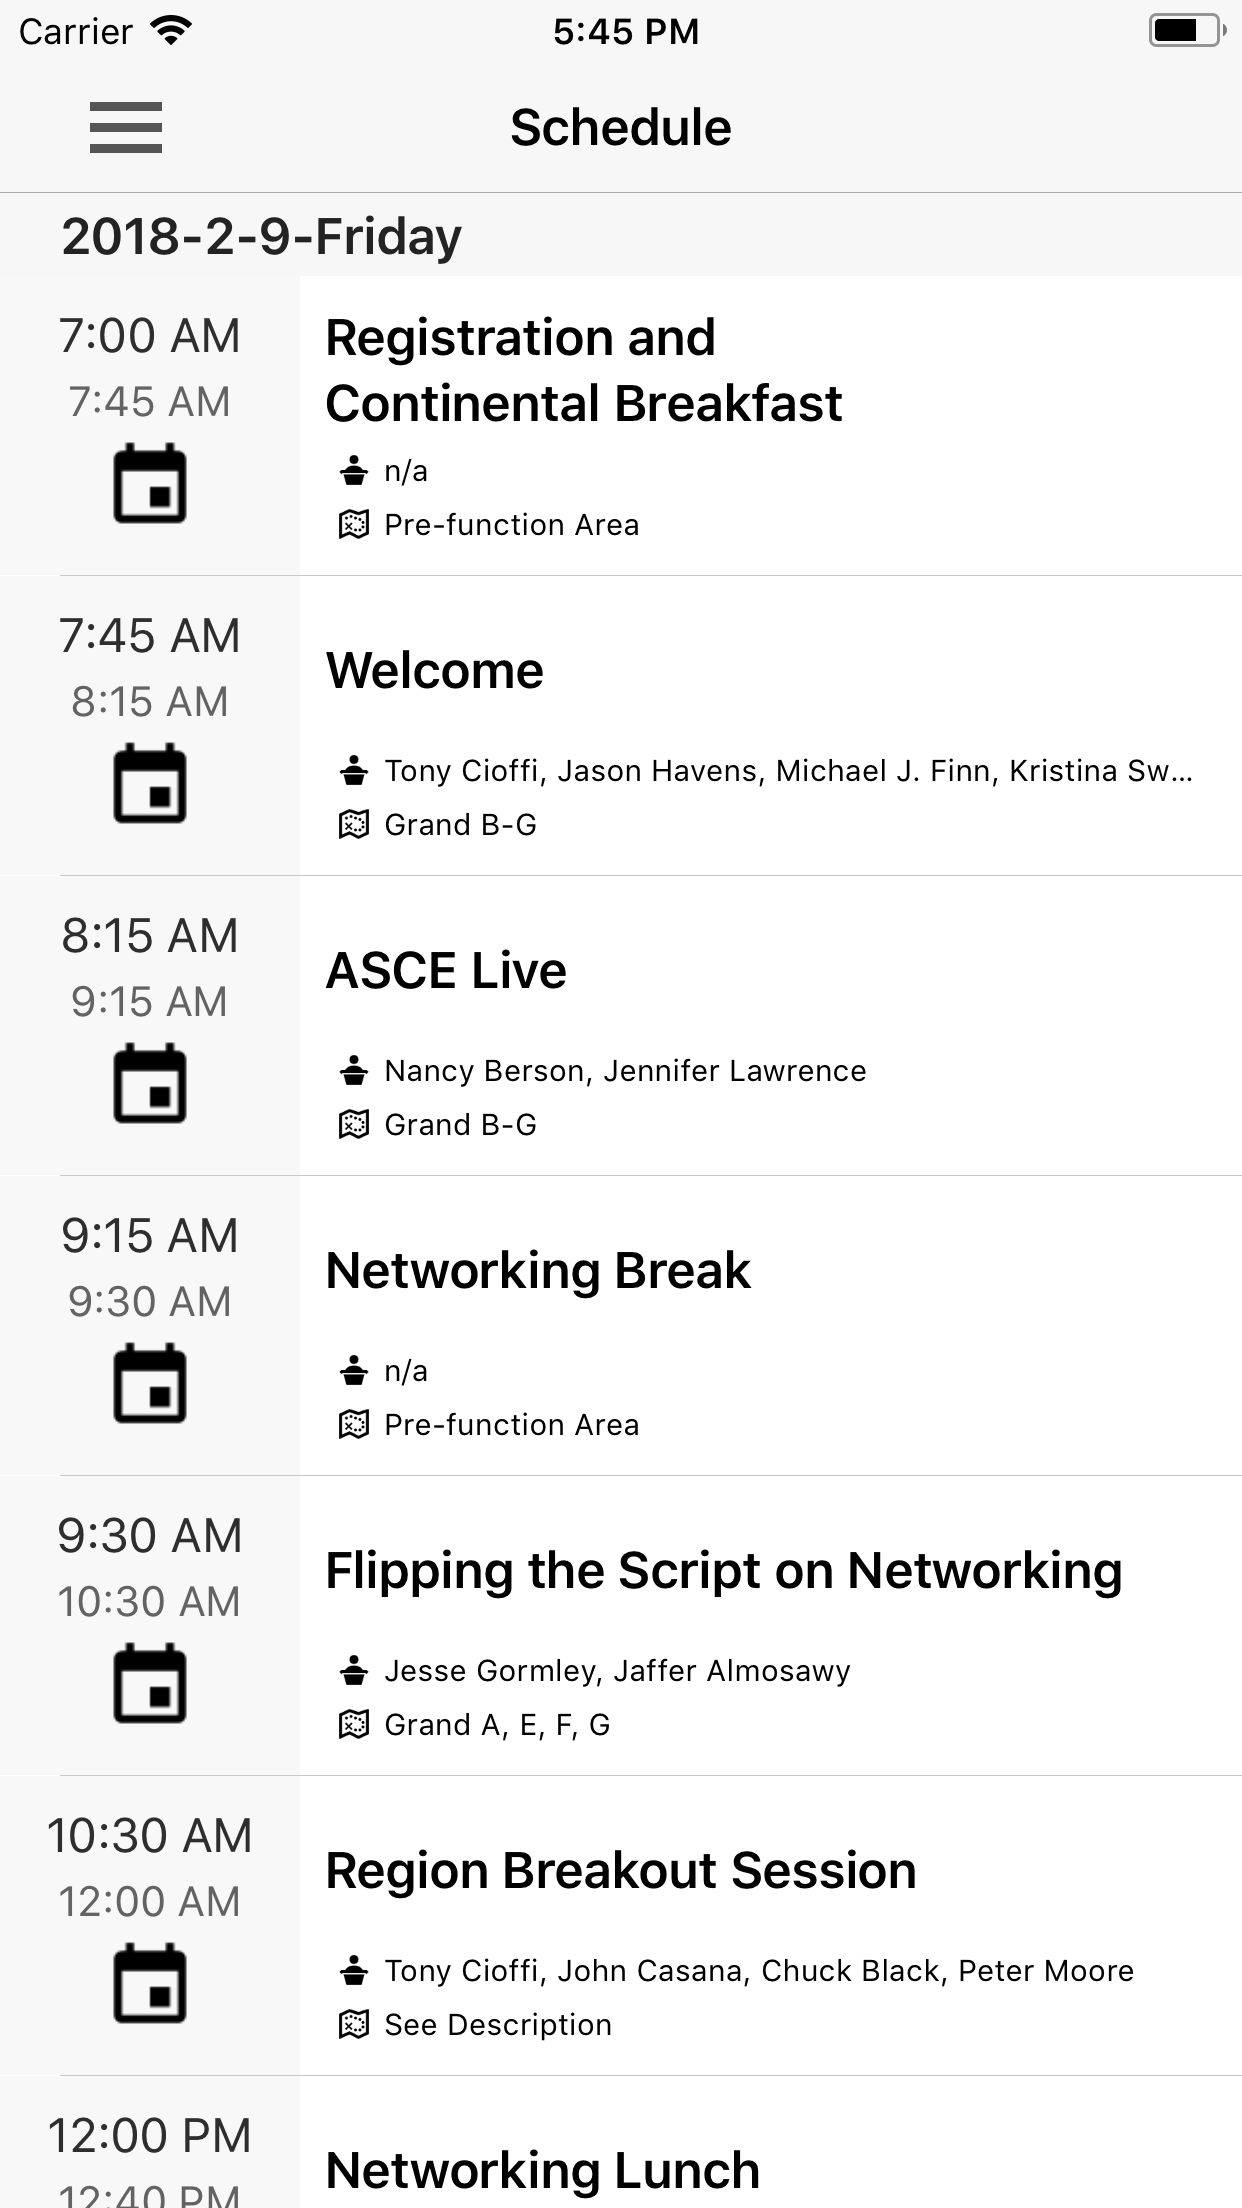 Carrier 5:45 PM
Schedule
2018-2-9-Friday
7:00 AM
7:45 AM
Registration and
Continental Breakfast
n/a
Pre-function Area
7:45 AM
8:15 AM
Welcome
Tony Cioffi, Jason Havens, Michael J. Finn, Kristina Sw...
Grand B-G
8:15 AM
9:15 AM
ASCE Live
Nancy Berson, Jennifer Lawrence
Grand B-G
9:15 AM
9:30 AM
Networking Break
n/a
Pre-function Area
9:30 AM
10:30 AM
Flipping the Script on Networking
Jesse Gormley, Jaffer Almosawy
Grand A, E, F, G
10:30 AM
12:00 AM
Region Breakout Session
Tony Cioffi, John Casana, Chuck Black, Peter Moore
See Description
12:00 PM
12:40 PM
Networking Lunch